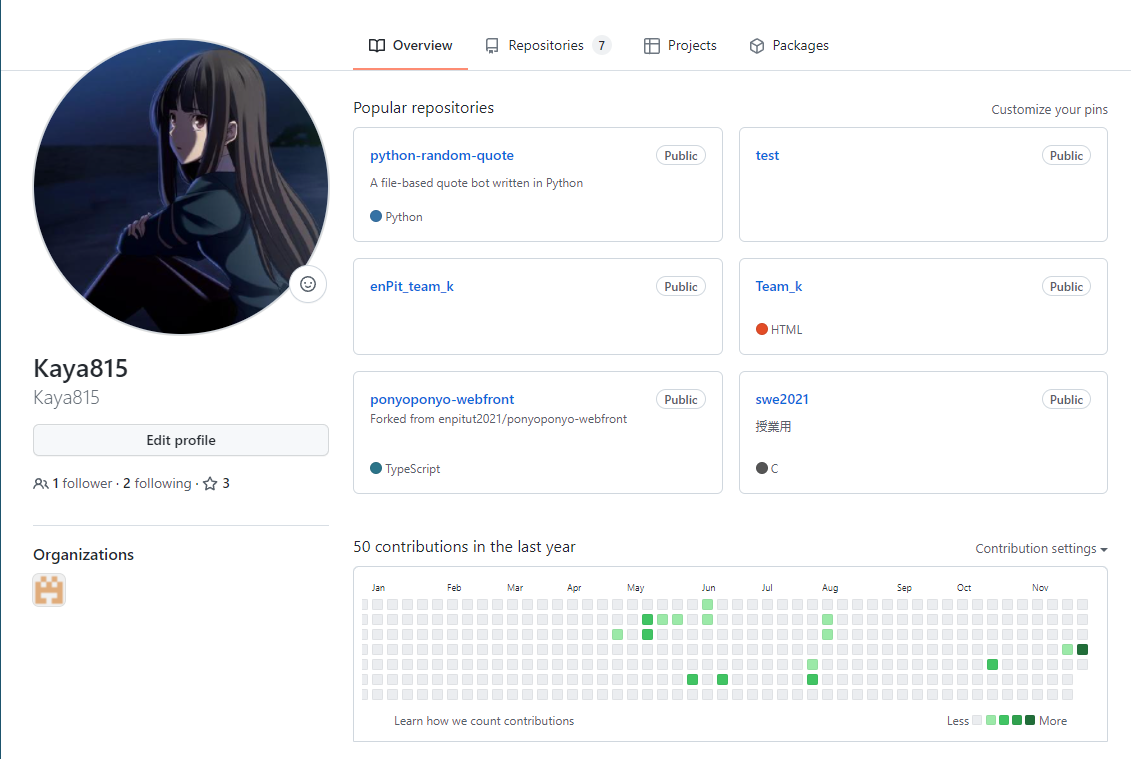 Overview Repositories 7 Projects Packages
Popular repositories
Customize your pins
python-random-quote Public
A file-based quote bot written in Python
Python
test Public
enPit_team_k Public
Team_k Public
HTML
ponyoponyo-webfront Public
Forked from enpitut2021/ponyoponyo-webfront
TypeScript
swe2021 Public
授業用
C
Kaya815
Kaya815
Edit profile
1 follower · 2 following · 3
Organizations
50 contributions in the last year
Contribution settings
Jan Feb Mar Apr May Jun Jul Aug Sep Oct Nov
Learn how we count contributions
Less More